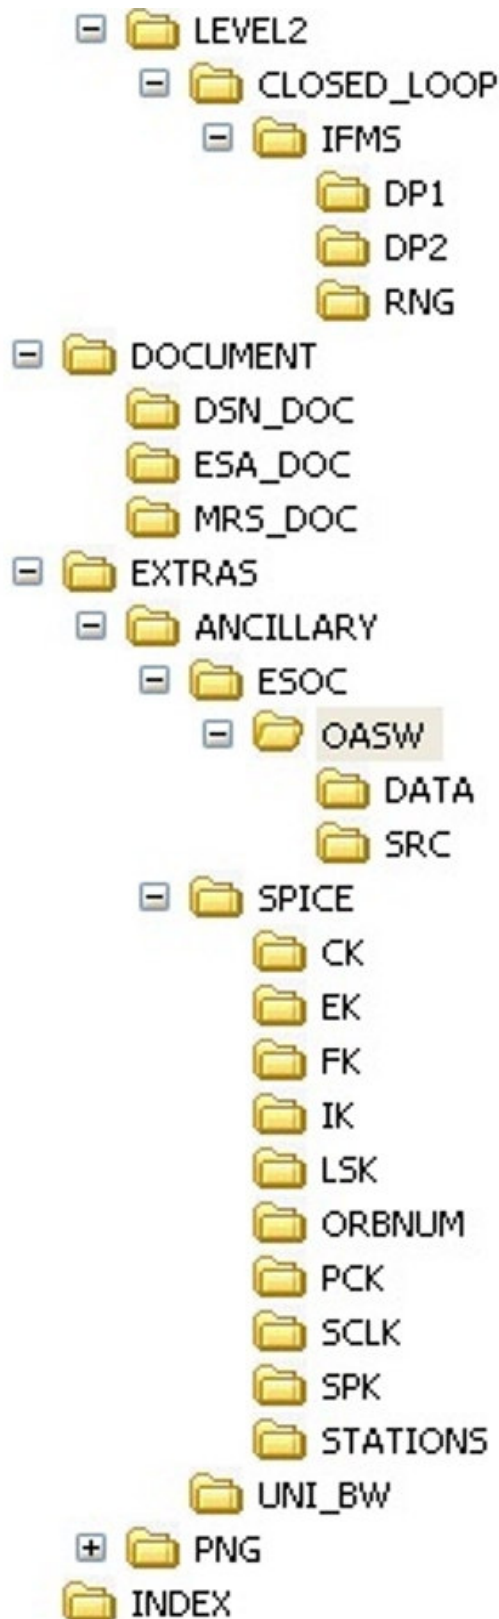 LEVEL2
CLOSED_LOOP
IFMS
DP1
DP2
RNG
DOCUMENT
DSN_DOC
ESA_DOC
MRS_DOC
EXTRAS
ANCILLARY
ESOC
OASW
DATA
SRC
SPICE
CK
EK
FK
IK
LSK
ORBNUM
PCK
SCLK
SPK
STATIONS
UNI_BW
PNG
INDEX